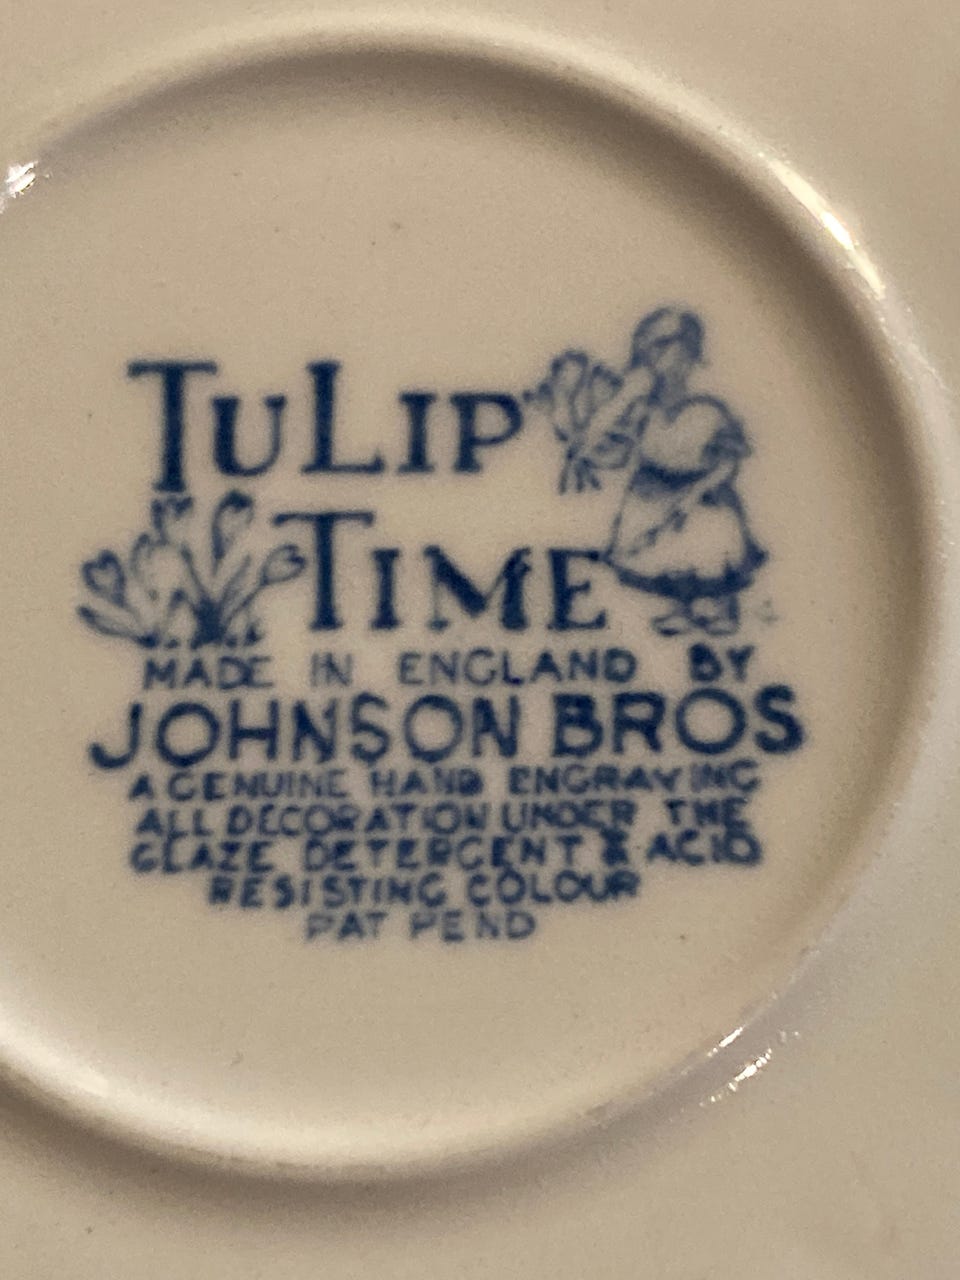 TULIP
TIME
MADE IN ENGLAND BY
JOHNSON BROS
A GENUINE HAND ENGRAVING
ALL DECORATION UNDER THE
GLAZE DETERGENT & ACID
RESISTING COLOUR
PAT PEND